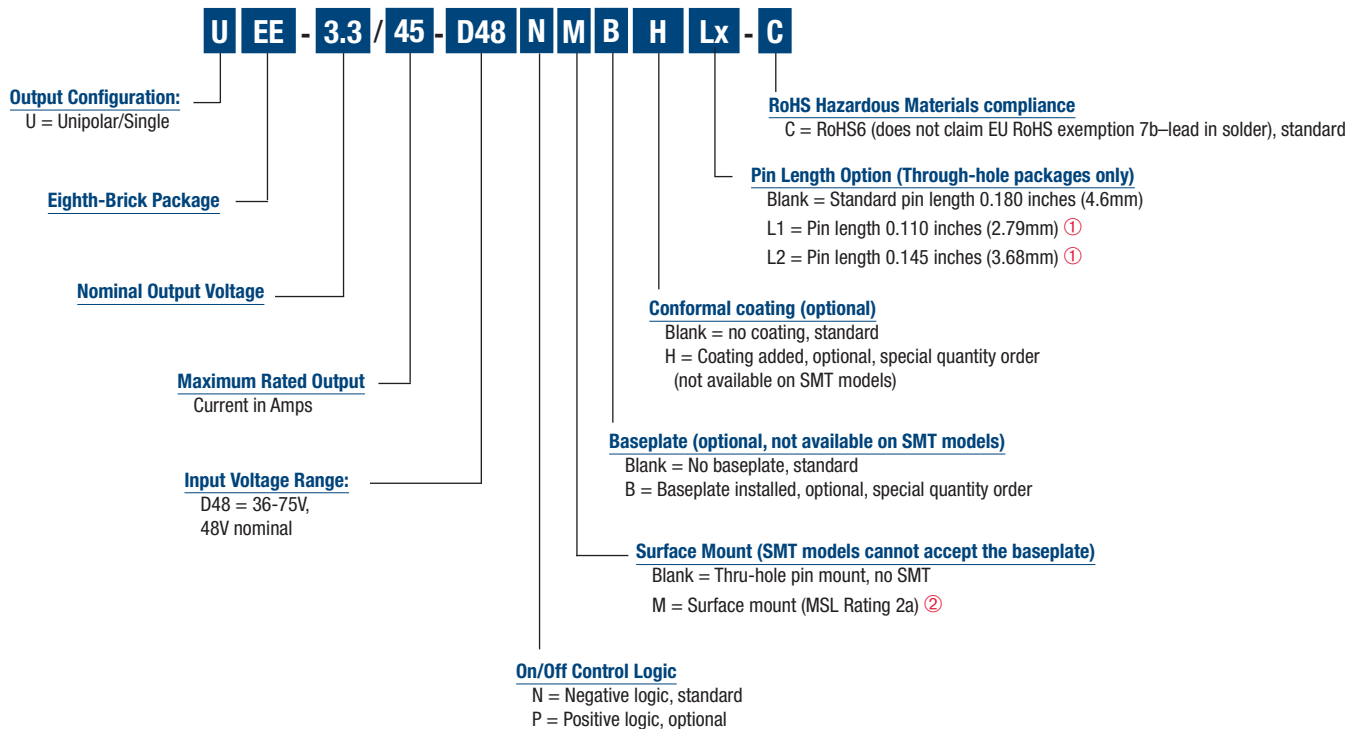 U EE - 3.3 / 45 - D48 N M B H Lx - C
Output Configuration:
U = Unipolar/Single
Eighth-Brick Package
Nominal Output Voltage
Maximum Rated Output
Current in Amps
Input Voltage Range:
D48 = 36-75V,
48V nominal
RoHS Hazardous Materials compliance
C = RoHS6 (does not claim EU RoHS exemption 7b–lead in solder), standard
Pin Length Option (Through-hole packages only)
Blank = Standard pin length 0.180 inches (4.6mm)
L1 = Pin length 0.110 inches (2.79mm) ①
L2 = Pin length 0.145 inches (3.68mm) ①
Conformal coating (optional)
Blank = no coating, standard
H = Coating added, optional, special quantity order
(not available on SMT models)
Baseplate (optional, not available on SMT models)
Blank = No baseplate, standard
B = Baseplate installed, optional, special quantity order
Surface Mount (SMT models cannot accept the baseplate)
Blank = Thru-hole pin mount, no SMT
M = Surface mount (MSL Rating 2a) ②
On/Off Control Logic
N = Negative logic, standard
P = Positive logic, optional